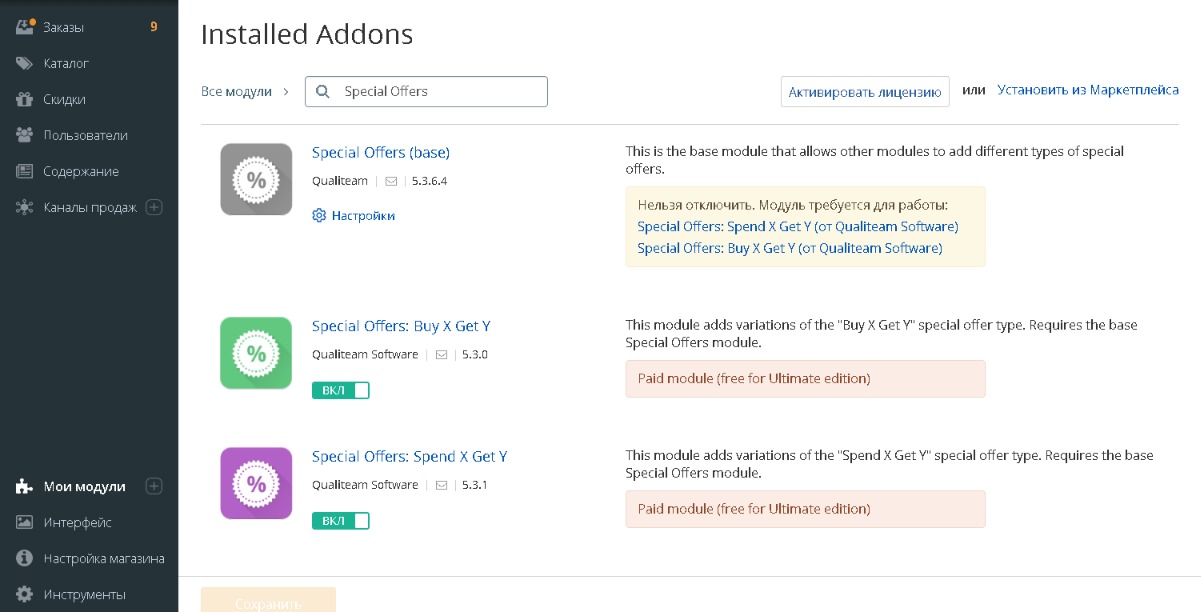 Заказы 9
Каталог
Скидки
Пользователи
Содержание
Каналы продаж
Мои модули
Интерфейс
Настройка магазина
Инструменты
Installed Addons
Все модули
Special Offers
Активировать лицензию или Установить из Маркетплейса
Special Offers (base)
Qualiteam 5.3.6.4
Настройки
This is the base module that allows other modules to add different types of special
offers.
Нельзя отключить. Модуль требуется для работы:
Special Offers: Spend X Get Y (от Qualiteam Software)
Special Offers: Buy X Get Y (от Qualiteam Software)
%
Special Offers: Buy X Get Y
Qualiteam Software 5.3.0
ВКЛ
This module adds variations of the "Buy X Get Y" special offer type. Requires the base
Special Offers module.
Paid module (free for Ultimate edition)
%
Special Offers: Spend X Get Y
Qualiteam Software 5.3.1
ВКЛ
This module adds variations of the "Spend X Get Y" special offer type. Requires the base
Special Offers module.
Paid module (free for Ultimate edition)
%
Сохранить